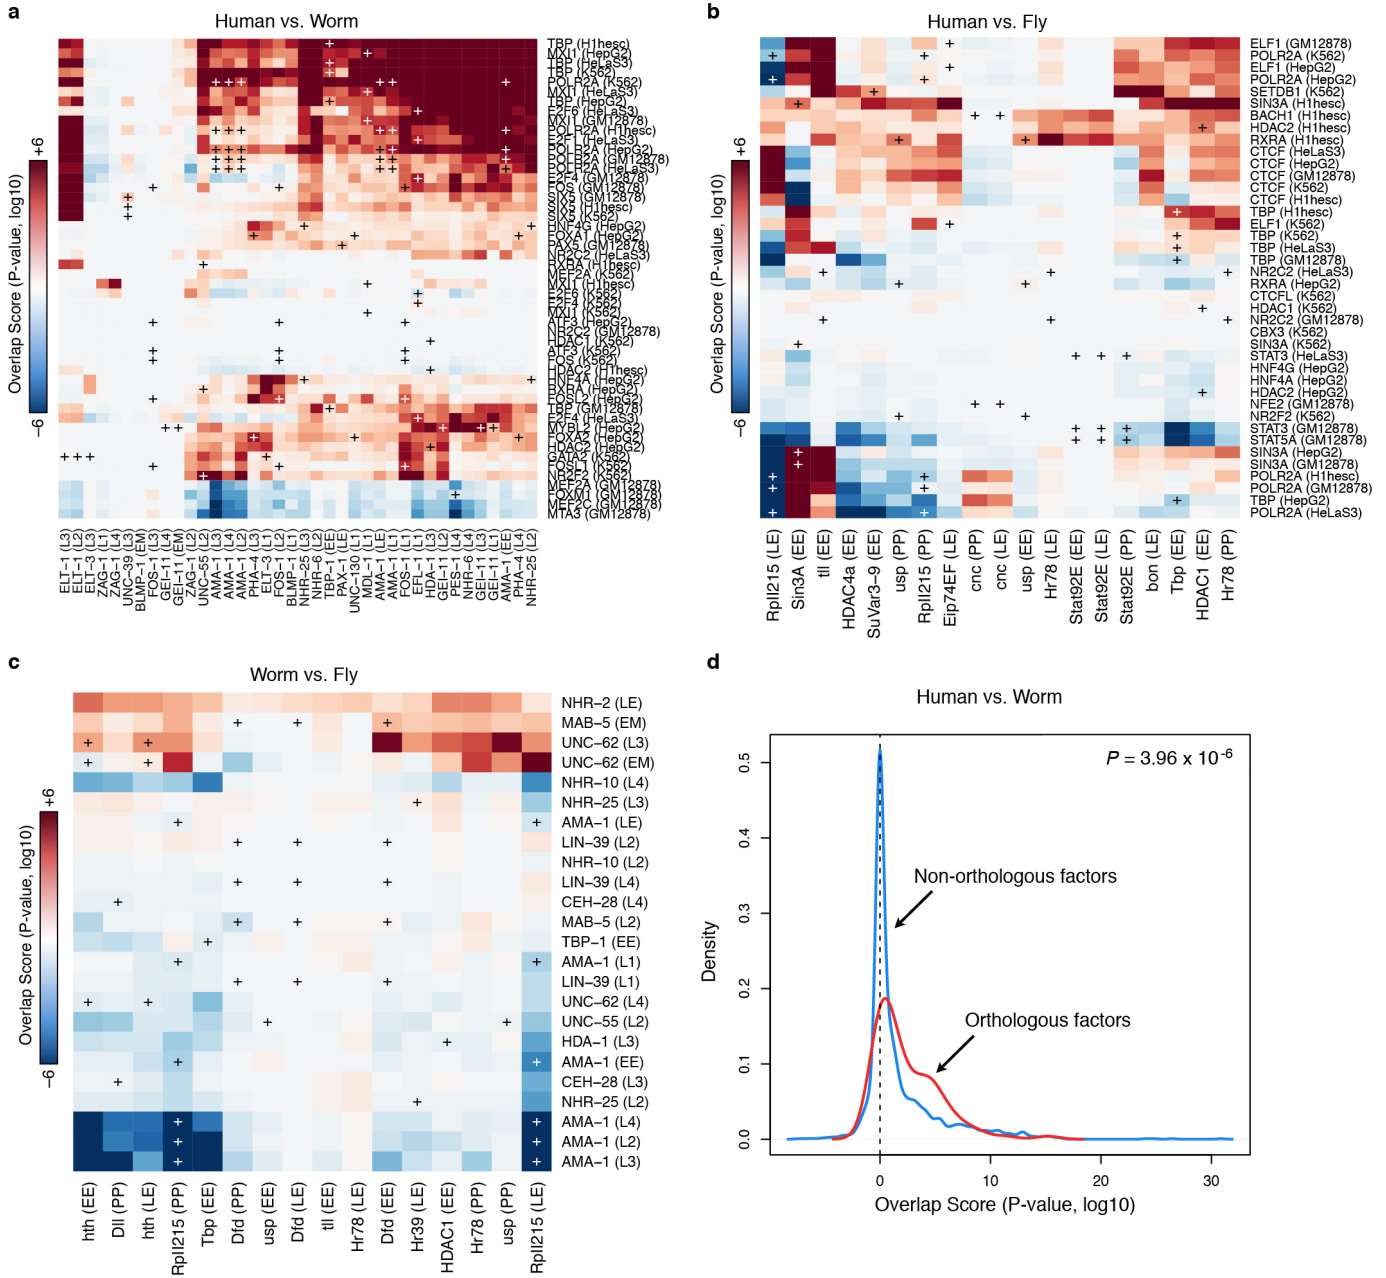 a
Human vs. Worm
TBP (H1hesc)
MXI1 (HepG2)
TBP (HeLaS3)
TBP (K562)
POLR2A (K562)
MXI1 (HeLaS3)
TBP (HepG2)
E2F6 (HeLaS3)
MXI1 (GM12878)
POLR2A (H1hesc)
E2F1 (HeLaS3)
POLR2A (HepG2)
POLR2A (GM12878)
POLR2A (HeLaS3)
E2F4 (GM12878)
FOS (GM12878)
SIX5 (GM12878)
SIX5 (H1hesc)
SIX5 (K562)
HNF4G (HepG2)
FOXA1 (HepG2)
PAX5 (GM12878)
NR2C2 (HeLaS3)
RXRA (H1hesc)
MEF2A (K562)
MXI1 (H1hesc)
E2F6 (K562)
E2F4 (K562)
MXI1 (K562)
ATF3 (HepG2)
NR2C2 (GM12878)
HDAC1 (K562)
ATF3 (K562)
FOS (K562)
HDAC2 (H1hesc)
HNF4A (HepG2)
RXRA (HepG2)
FOSL2 (HepG2)
TBP (GM12878)
E2F4 (HeLaS3)
MYBL2 (HepG2)
FOXA2 (HepG2)
HDAC2 (HepG2)
GATA2 (K562)
FOSL1 (K562)
NR2F2 (K562)
MEF2A (GM12878)
FOXM1 (GM12878)
MEF2C (GM12878)
MTA3 (GM12878)
+6
Overlap Score (P-value, log10)
−6
ELT−1 (L3)
ELT−1 (L2)
ELT−3 (L3)
ZAG−1 (L1)
ZAG−1 (L4)
UNC−39 (L3)
BLMP−1 (EM)
FOS−1 (L3)
GEI−11 (L4)
GEI−11 (EM)
ZAG−1 (L2)
UNC−55 (L2)
AMA−1 (L3)
AMA−1 (L4)
AMA−1 (L2)
PHA−4 (L3)
ELT−3 (L1)
FOS−1 (L2)
BLMP−1 (L1)
NHR−25 (L3)
NHR−6 (L2)
TBP−1 (EE)
PAX−1 (LE)
UNC−130 (L1)
MDL−1 (L1)
AMA−1 (LE)
AMA−1 (L1)
FOS−1 (L1)
EFL−1 (L1)
HDA−1 (L3)
GEI−11 (L2)
PES−1 (L4)
NHR−6 (L4)
GEI−11 (L3)
GEI−11 (L1)
AMA−1 (EE)
PHA−4 (L4)
NHR−25 (L2)
b
Human vs. Fly
ELF1 (GM12878)
POLR2A (K562)
ELF1 (HepG2)
POLR2A (HepG2)
SETDB1 (K562)
SIN3A (H1hesc)
BACH1 (H1hesc)
HDAC2 (H1hesc)
RXRA (H1hesc)
CTCF (HeLaS3)
CTCF (HepG2)
CTCF (GM12878)
CTCF (K562)
CTCF (H1hesc)
TBP (H1hesc)
ELF1 (K562)
TBP (K562)
TBP (HeLaS3)
TBP (GM12878)
NR2C2 (HeLaS3)
RXRA (HepG2)
CTCFL (K562)
HDAC1 (K562)
NR2C2 (GM12878)
CBX3 (K562)
SIN3A (K562)
STAT3 (HeLaS3)
HNF4G (HepG2)
HNF4A (HepG2)
HDAC2 (HepG2)
NFE2 (GM12878)
NR2F2 (K562)
STAT3 (GM12878)
STAT5A (GM12878)
SIN3A (HepG2)
SIN3A (GM12878)
POLR2A (H1hesc)
POLR2A (GM12878)
TBP (HepG2)
POLR2A (HeLaS3)
+6
Overlap Score (P-value, log10)
−6
RpII215 (LE)
Sin3A (EE)
tll (EE)
HDAC4a (EE)
SuVar3−9 (EE)
usp (PP)
RpII215 (PP)
Eip74EF (LE)
cnc (PP)
cnc (LE)
usp (EE)
Hr78 (LE)
Stat92E (EE)
Stat92E (LE)
Stat92E (PP)
bon (LE)
Tbp (EE)
HDAC1 (EE)
Hr78 (PP)
c
Worm vs. Fly
NHR−2 (LE)
MAB−5 (EM)
UNC−62 (L3)
UNC−62 (EM)
NHR−10 (L4)
NHR−25 (L3)
AMA−1 (LE)
LIN−39 (L2)
NHR−10 (L2)
LIN−39 (L4)
CEH−28 (L4)
MAB−5 (L2)
TBP−1 (EE)
AMA−1 (L1)
LIN−39 (L1)
UNC−62 (L4)
UNC−55 (L2)
HDA−1 (L3)
AMA−1 (EE)
CEH−28 (L3)
NHR−25 (L2)
AMA−1 (L4)
AMA−1 (L2)
AMA−1 (L3)
+6
Overlap Score (P-value, log10)
−6
hth (EE)
Dll (PP)
hth (LE)
RpII215 (PP)
Tbp (EE)
Dfd (PP)
usp (EE)
Dfd (LE)
tll (EE)
Hr78 (LE)
Dfd (EE)
Hr39 (LE)
HDAC1 (EE)
Hr78 (PP)
usp (PP)
RpII215 (LE)
d
Human vs. Worm
P = 3.96 x 10-6
Non-orthologous factors
Orthologous factors
Density
0.5
0.4
0.3
0.2
0.1
0.0
0
10
20
30
Overlap Score (P-value, log10)